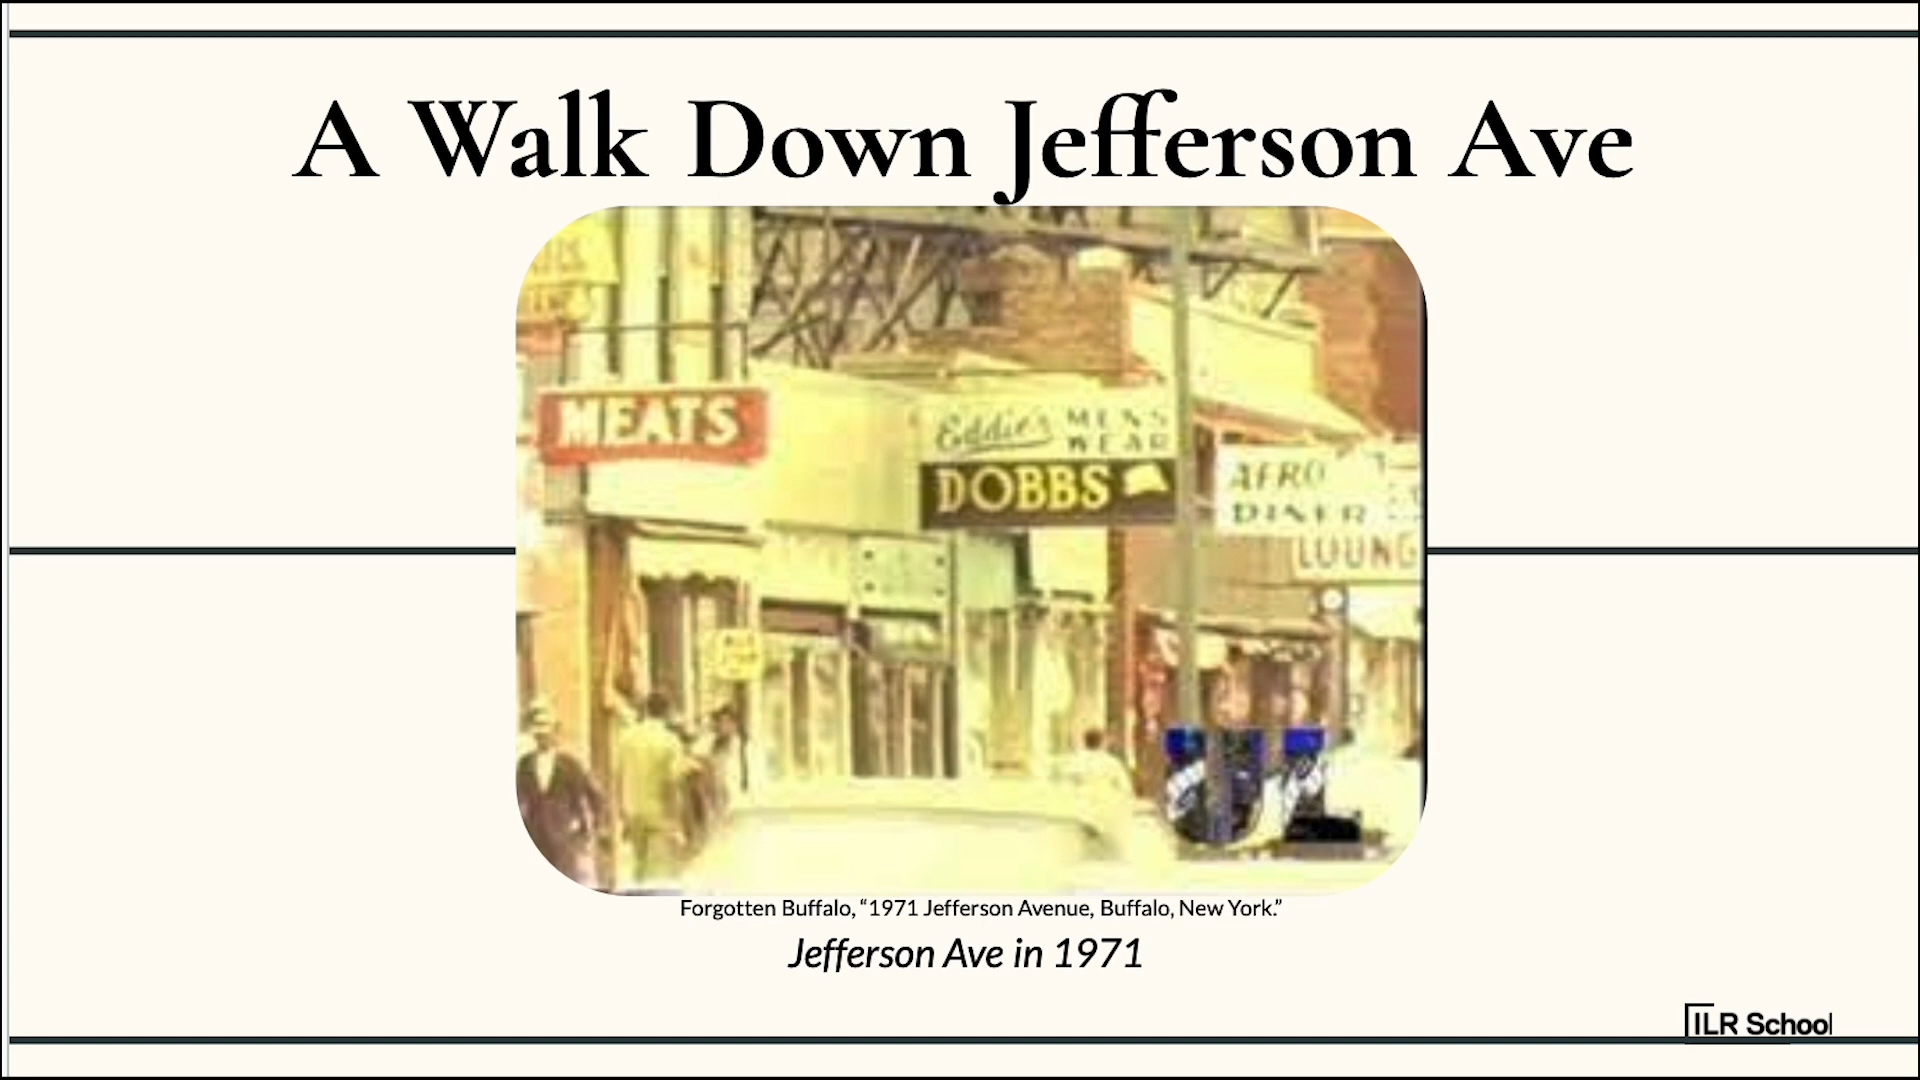 A Walk Down Jefferson Ave
MEATS
Eddie's MENS
WEAR
DOBBS
AFRO
DINER
LOUNG
Forgotten Buffalo, “1971 Jefferson Avenue, Buffalo, New York.”
Jefferson Ave in 1971
ILR School